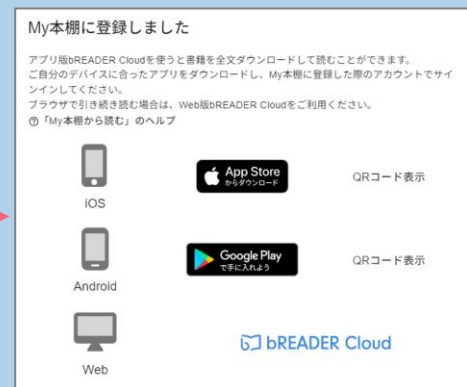 My本棚に登録しました
アプリ版bREADER Cloudを使うと書籍を全文ダウンロードして読むことができます。
ご自分のデバイスに合ったアプリをダウンロードし、My本棚に登録した際のアカウントでサイ
ンインしてください。
ブラウザで引き続き読む場合は、Web版bREADER Cloudをご利用ください。
? 「My本棚から読む」のヘルプ
App Store
からダウンロード
QRコード表示
iOS
Google Play
で手に入れよう
QRコード表示
Android
bREADER Cloud
Web